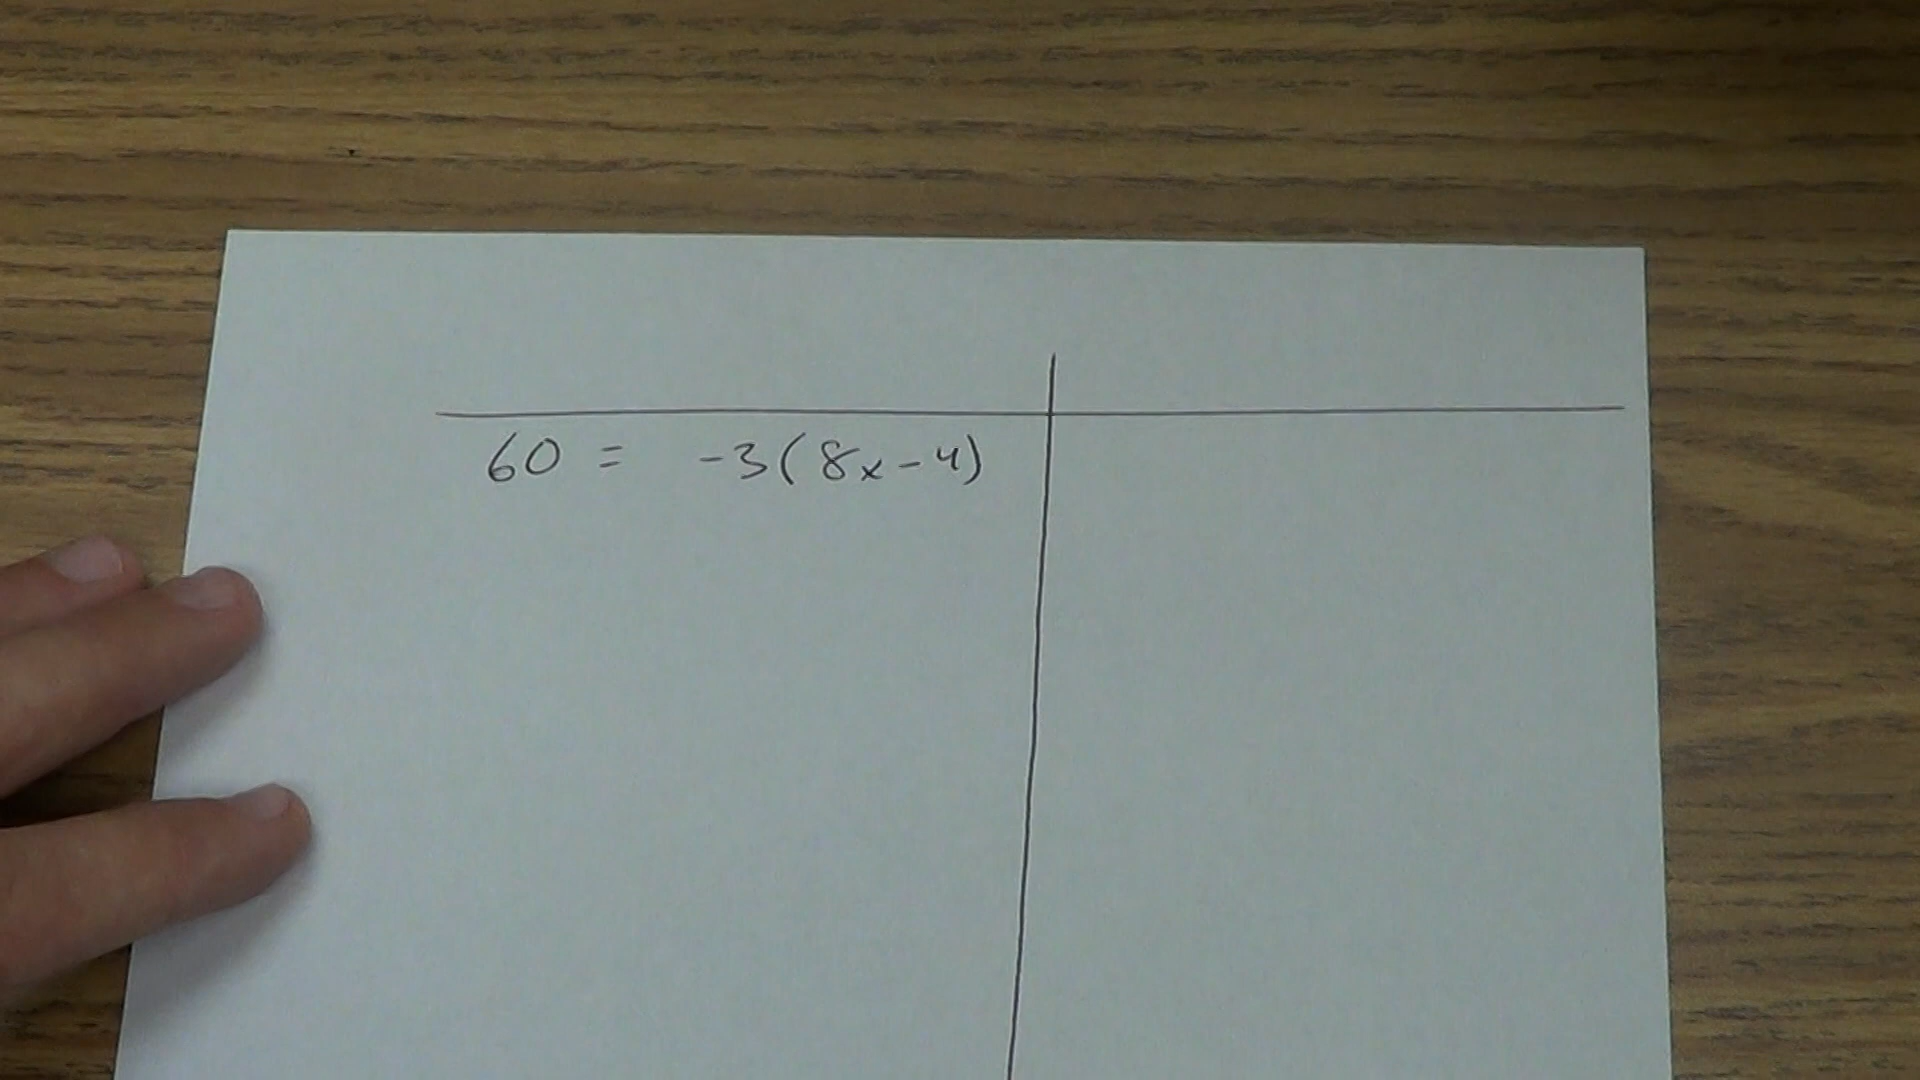 60 = -3(8x-4)